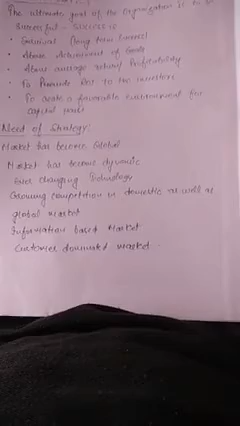 The ultimate goal of the Organization is to be
Successful - Success is
• Survival long term Success
• Above Achievement of Goals
• Above average return/ Profitability
• To Provide ROI to the investors
• To create a favorable environment for
capital
Need of Strategy:
Market has become Global
Market has become dynamic
Ever changing Technology
Growing competition in domestic as well as
global market
Information based Market
Customer dominated market.